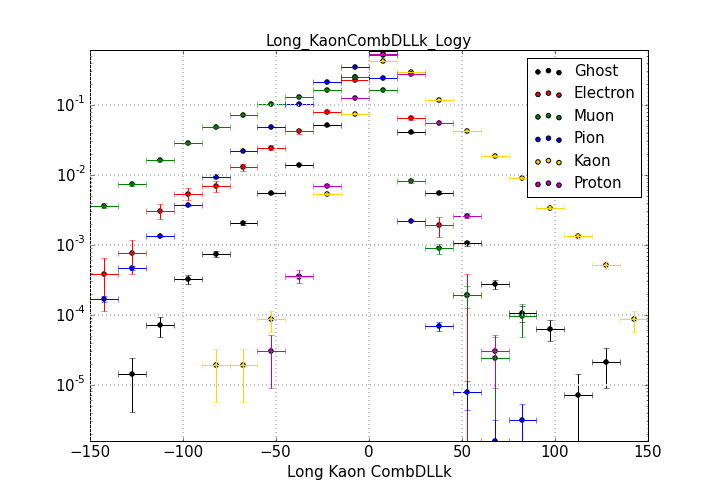 Long_KaonCombDLLk_Logy
Ghost
Electron
Muon
Pion
Kaon
Proton
10^-1
10^-2
10^-3
10^-4
10^-5
−150 −100 −50 0 50 100 150
Long Kaon CombDLLk